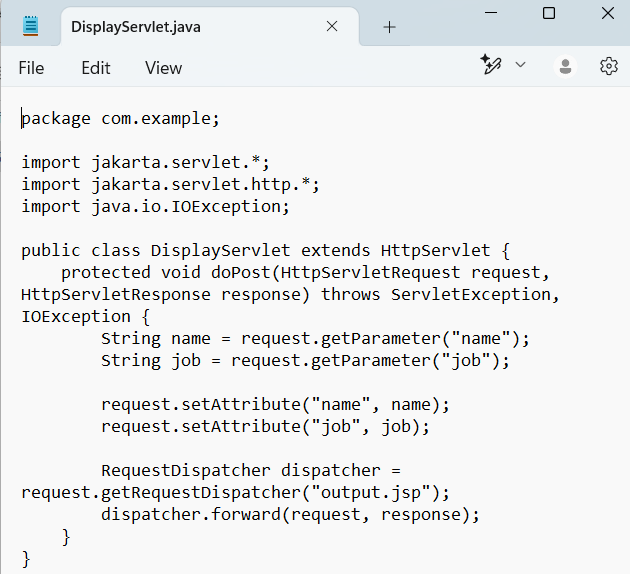 DisplayServlet.java
File Edit View
package com.example;
import jakarta.servlet.*;
import jakarta.servlet.http.*;
import java.io.IOException;
public class DisplayServlet extends HttpServlet {
    protected void doPost(HttpServletRequest request,
HttpServletResponse response) throws ServletException,
IOException {
        String name = request.getParameter("name");
        String job = request.getParameter("job");
        request.setAttribute("name", name);
        request.setAttribute("job", job);
        RequestDispatcher dispatcher =
request.getRequestDispatcher("output.jsp");
        dispatcher.forward(request, response);
    }
}